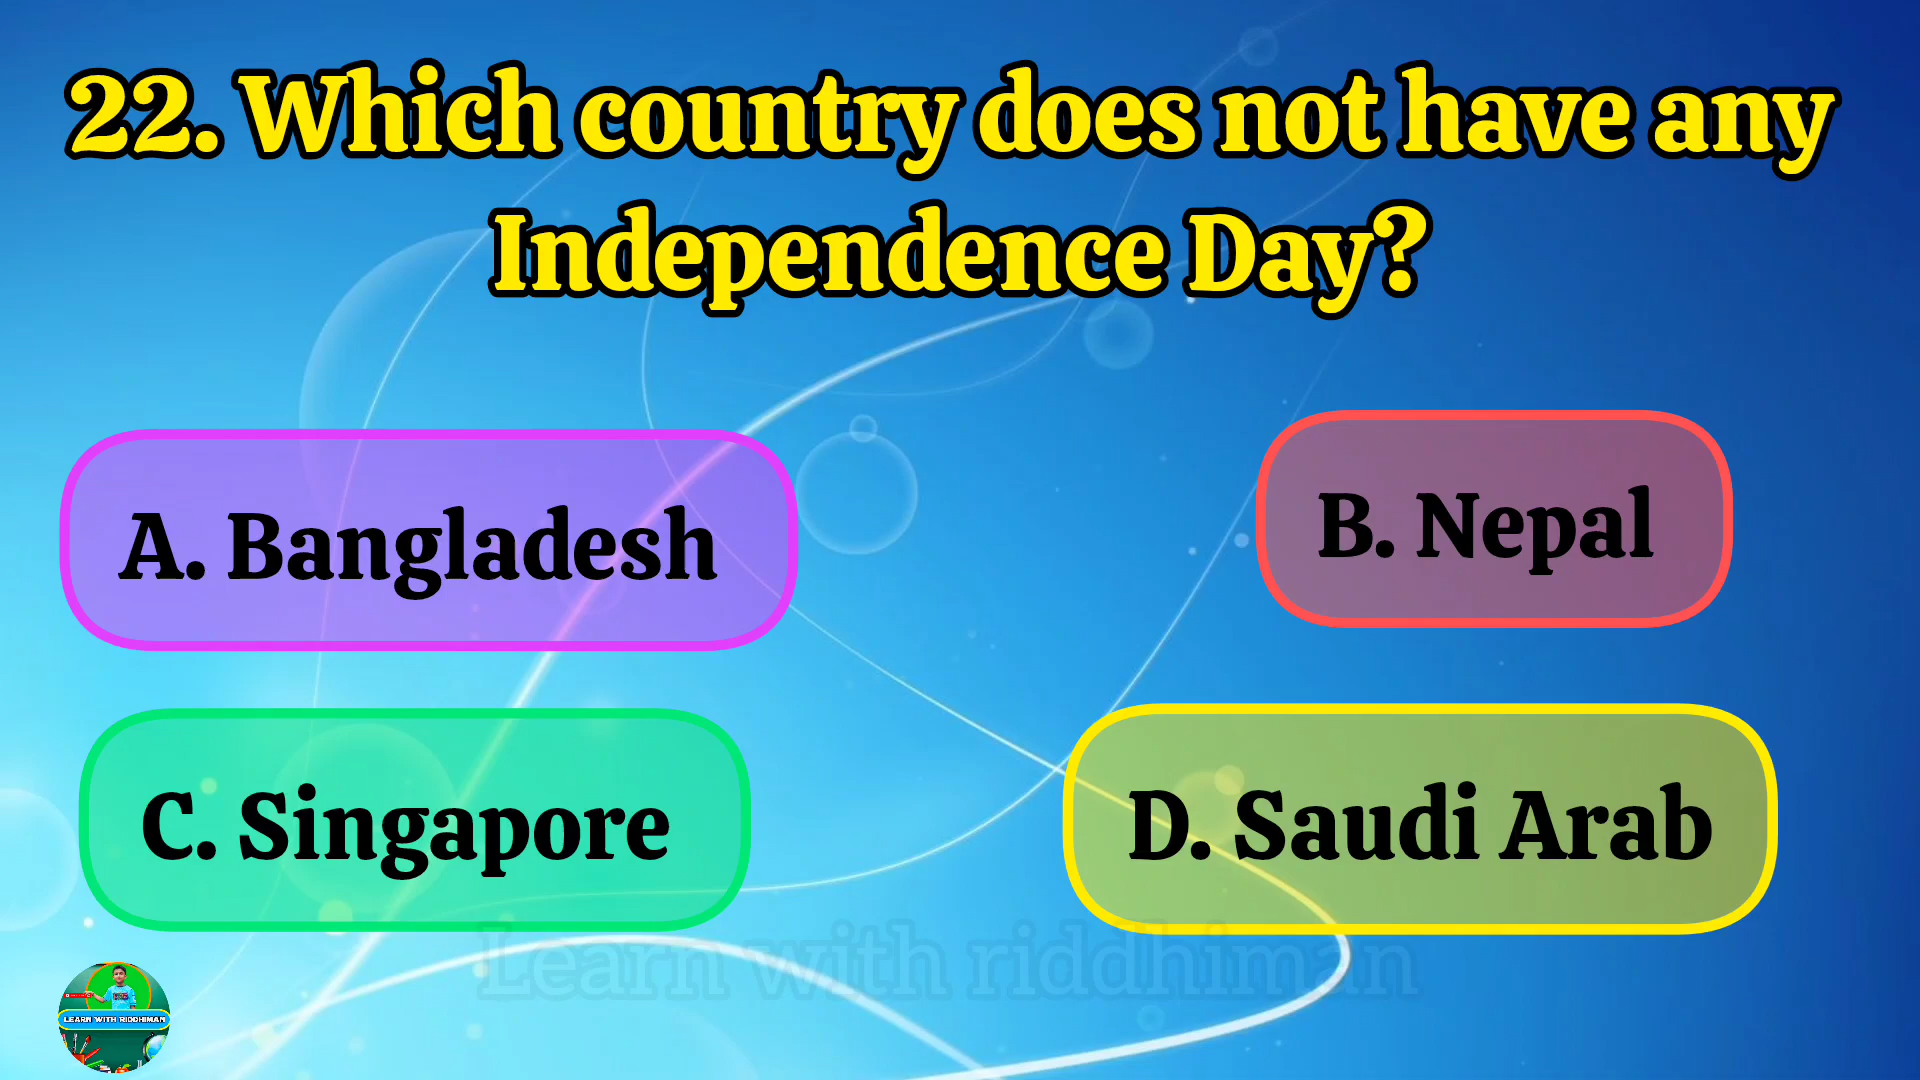 22. Which country does not have any
Independence Day?
A. Bangladesh
B. Nepal
C. Singapore
D. Saudi Arab
Learn with riddhiman
LEARN WITH RIDDHIMAN